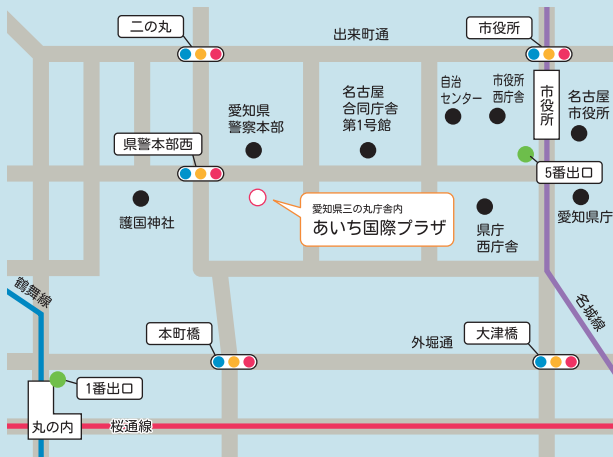 二の丸
出来町通
市役所
自治
センター
市役所
西庁舎
市役所
名古屋
市役所
名古屋
合同庁舎
第1号館
愛知県
警察本部
県警本部西
5番出口
護国神社
愛知県三の丸庁舎内
あいち国際プラザ
県庁
西庁舎
愛知県庁
鶴舞線
名城線
本町橋
外堀通
大津橋
1番出口
丸の内
桜通線